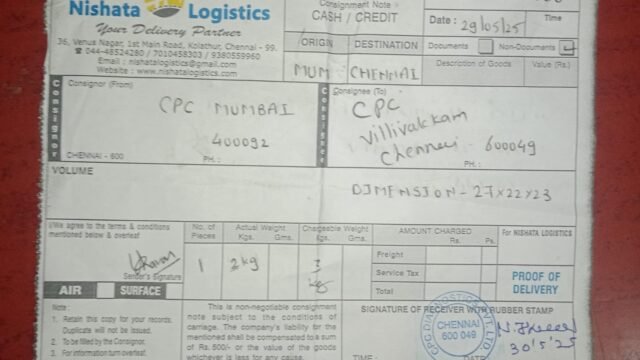 Nishata Logistics
Your Delivery Partner
36, Venus Nagar, 1st Main Road, Kolathur, Chennai - 99.
☎ 044-48524280 / 7010458303 / 9380559960
Email : nishatalogistics@gmail.com
Website : www.nishatalogistics.com
Consignment Note :
CASH / CREDIT
Date : 29/05/25
Time
ORIGIN DESTINATION
MUM CHENNAI
Documents Non-Documents
Description of Goods Value (Rs.)
Consignor
Consignor (From)
CPC MUMBAI
400092
CHENNAI - 600 PH. :
Consignee
Consignee (To)
CPC
Villivakkam
Chennai - 600049
PH. :
VOLUME
DIMENSION - 27x22x23
I/We agree to the terms & conditions
mentioned below & overleaf
Sender's Signature
AIR SURFACE
No. of Pieces
1
Actual Weight
Kgs. Gms.
2kg
Chargeable Weight
Kgs. Gms.
3
kg
AMOUNT CHARGED
Rs. Ps.
Freight
Service Tax
Total
For NISHATA LOGISTICS
PROOF OF
DELIVERY
Note :
1. Retain this copy for your records.
Duplicate will not be issued.
2. To be filled by the Consignor.
3. For information turn overleaf.
This is non-negotiable consignment
note subject to the conditions of
carriage. The company's liability for the
mentioned shall be compensated to a
sum of Rs.500/- or the value of the goods
whichever is less for any cause.
SIGNATURE OF RECEIVER WITH RUBBER STAMP
CPC DIAGNOSTICS PVT. LTD
CHENNAI
600 049
30/5/25
TIME : DATE :